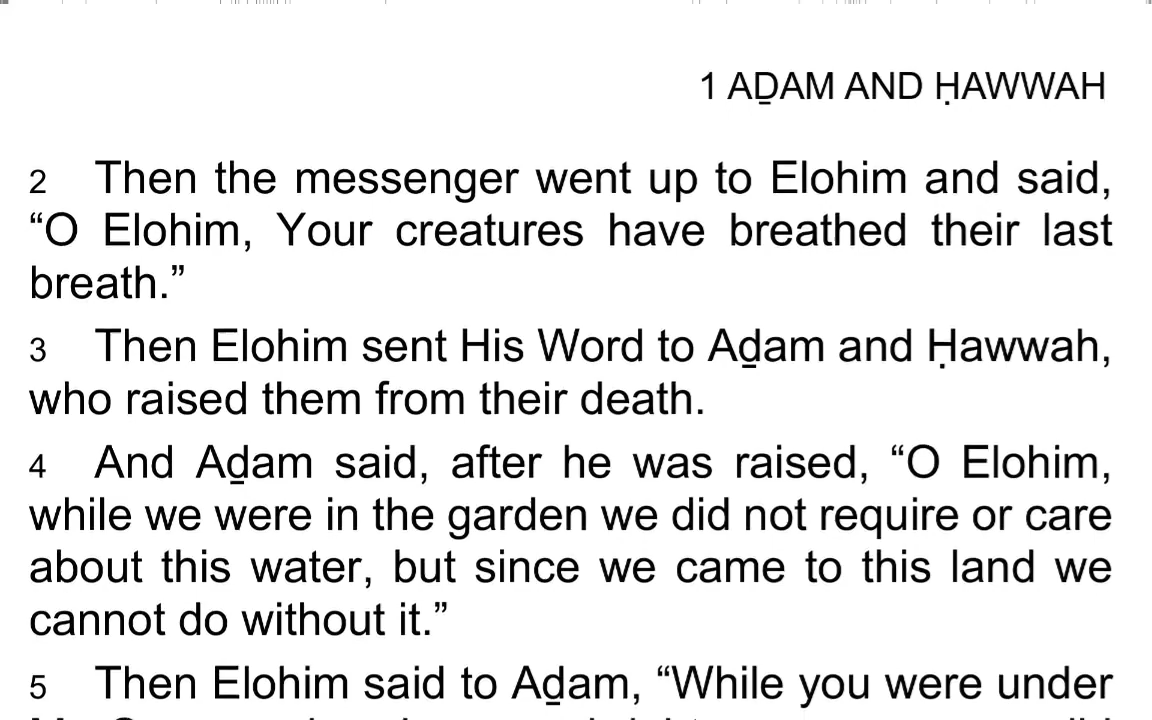 1 AḎAM AND ḤAWWAH
2 Then the messenger went up to Elohim and said,
“O Elohim, Your creatures have breathed their last
breath.”
3 Then Elohim sent His Word to Aḏam and Ḥawwah,
who raised them from their death.
4 And Aḏam said, after he was raised, “O Elohim,
while we were in the garden we did not require or care
about this water, but since we came to this land we
cannot do without it.”
5 Then Elohim said to Aḏam, “While you were under